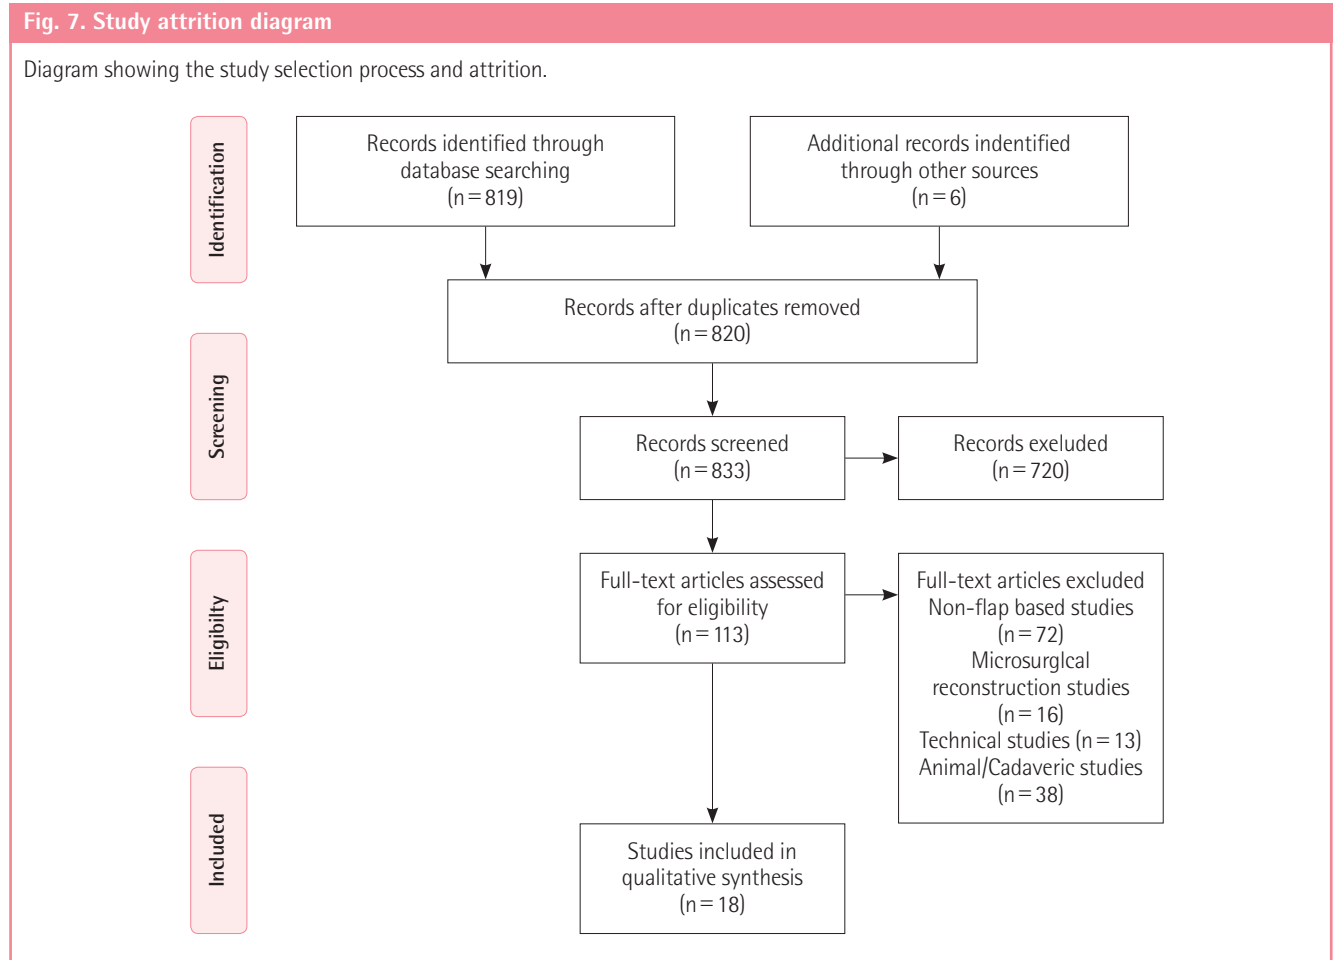 Fig. 7. Study attrition diagram
Diagram showing the study selection process and attrition.
Identification
Records identified through
database searching
(n=819)
Additional records indentified
through other sources
(n=6)
Records after duplicates removed
(n=820)
Screening
Records screened
(n=833)
Records exeluded
(n=720)
Eligibilty
Full-text articles assessed
for eligibility
(n=113)
Full-text articles excluded
Non-flap based studies
(n=72)
Microsurglcal
reconstruction studies
(n=16)
Technical studies (n=13)
Animal/Cadaveric studies
(n=38)
Included
Studies included in
qualitative synthesis
(n=18)